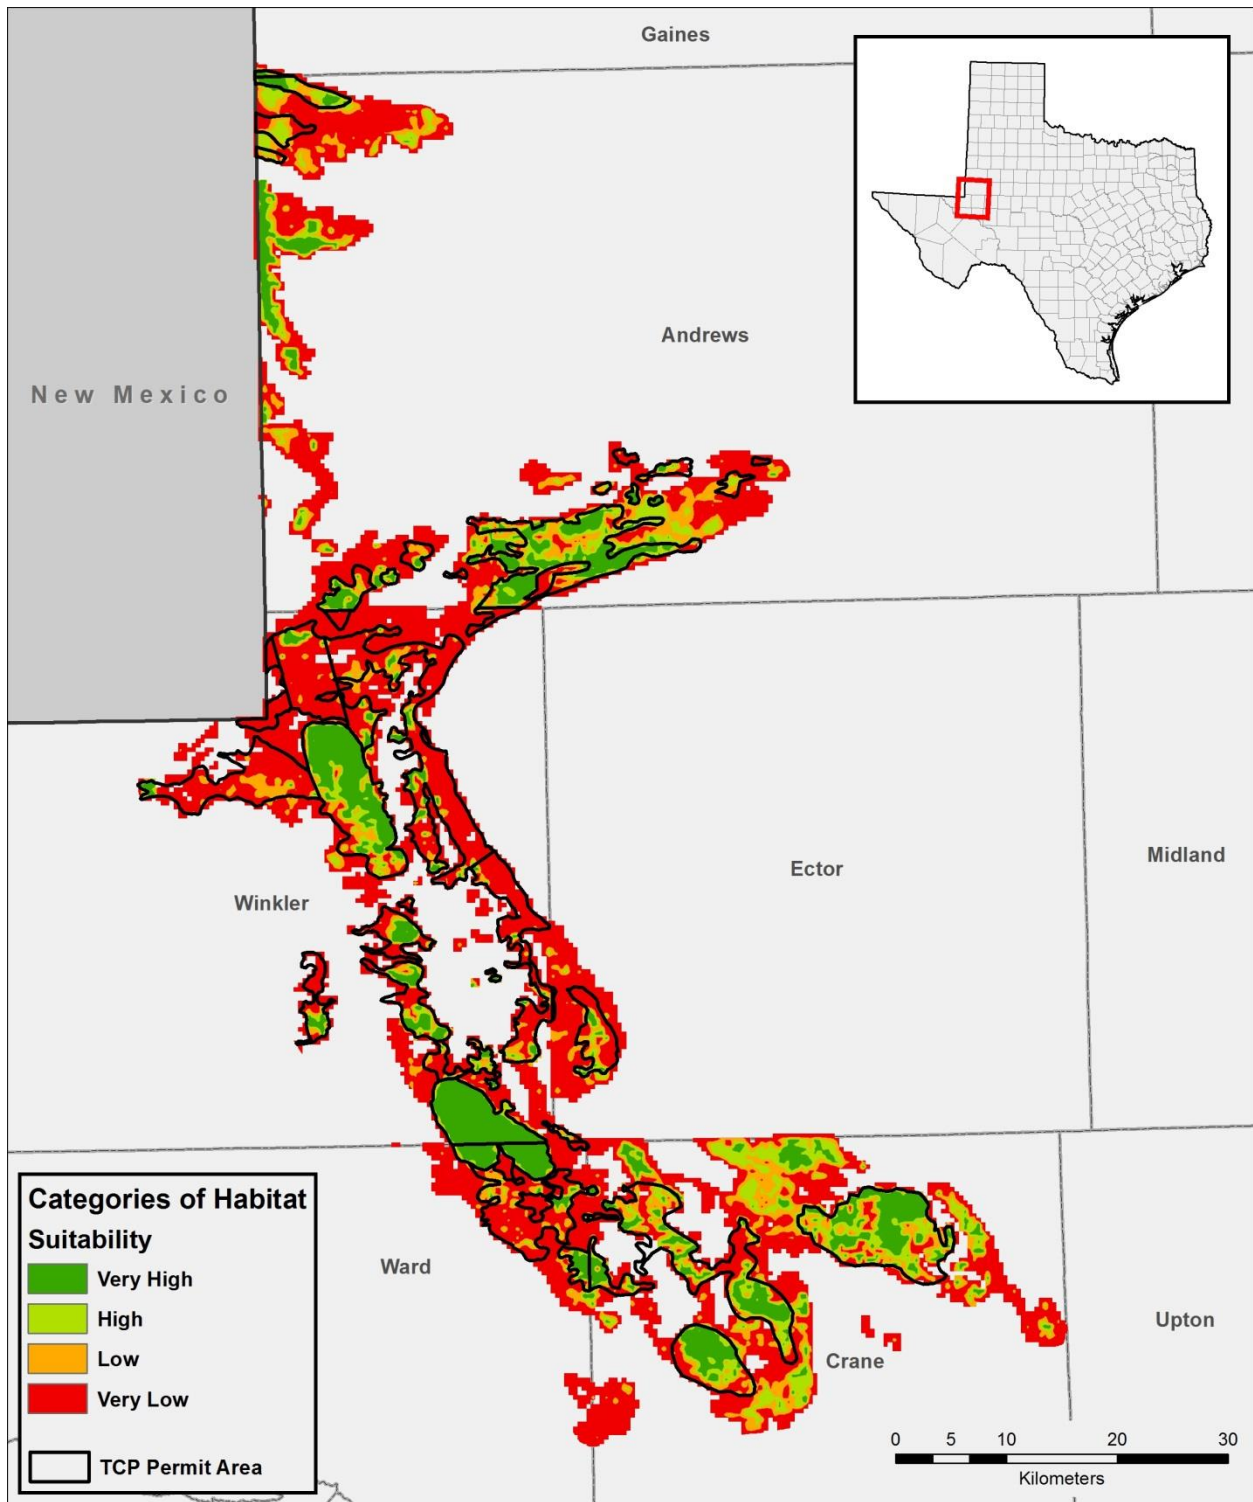 Gaines
Andrews
New Mexico
Ector
Midland
Winkler
Ward
Crane
Upton
Categories of Habitat
Suitability
Very High
High
Low
Very Low
TCP Permit Area
0 5 10 20 30
Kilometers